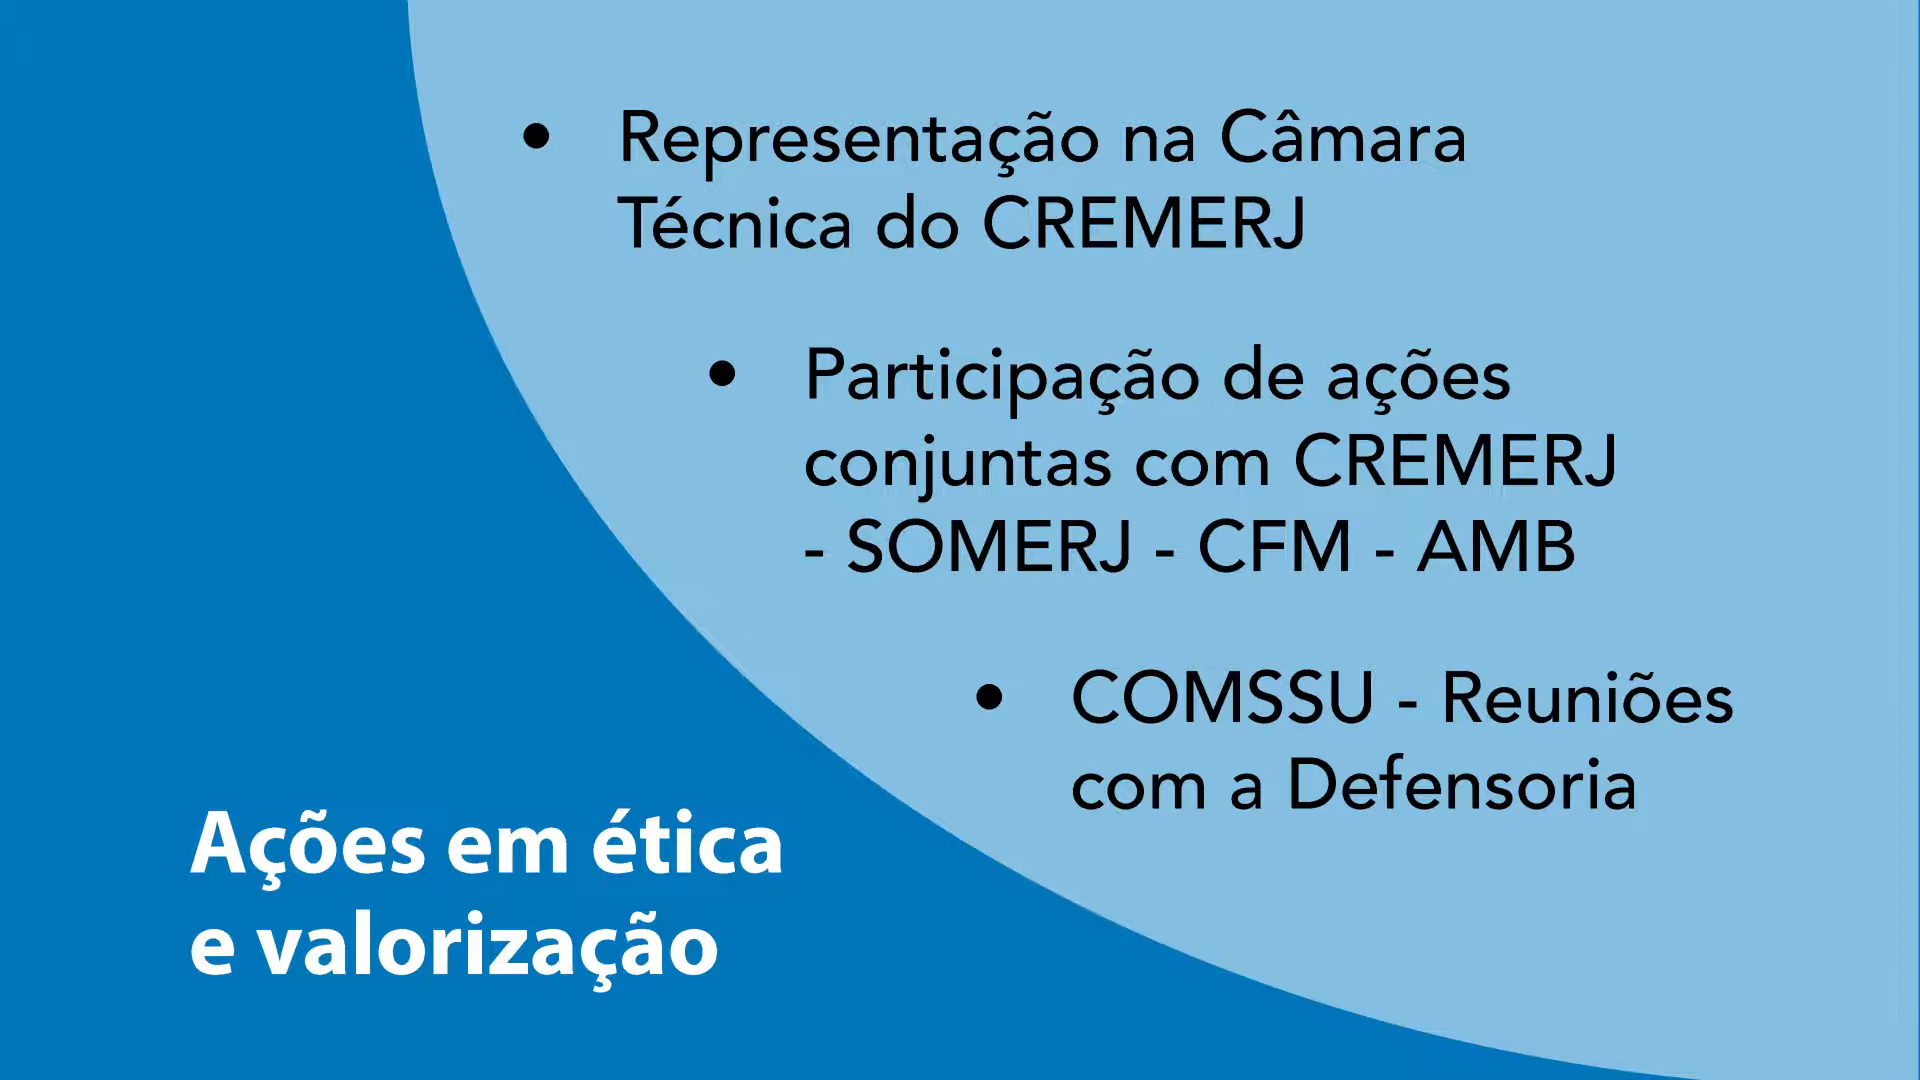 • Representação na Câmara
Técnica do CREMERJ
• Participação de ações
conjuntas com CREMERJ
- SOMERJ - CFM - AMB
• COMSSU - Reuniões
com a Defensoria
Ações em ética
e valorização